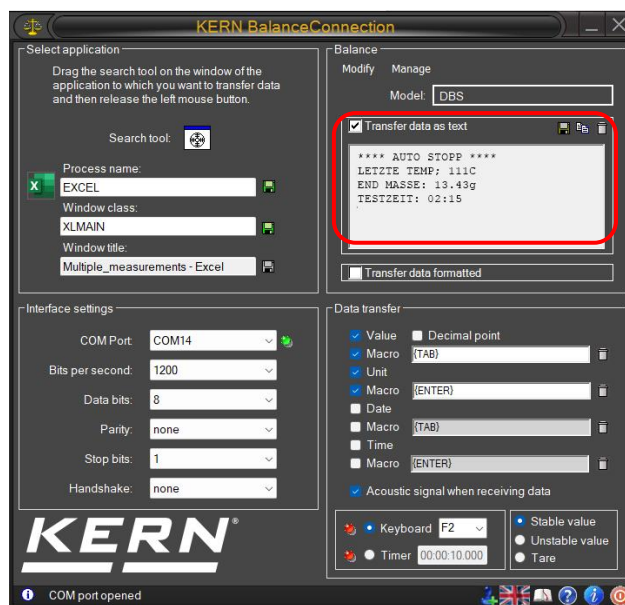 KERN BalanceConnection
Select application
Drag the search tool on the window of the
application to which you want to transfer data
and then release the left mouse button.
Search tool:
Process name:
EXCEL
Window class:
XLMAIN
Window title:
Multiple_measurements - Excel
Balance
Modify Manage
Model: DBS
Transfer data as text
**** AUTO STOPP ****
LETZTE TEMP; 111C
END MASSE: 13.43g
TESTZEIT: 02:15
Transfer data formatted
Interface settings
COM Port: COM14
Bits per second: 1200
Data bits: 8
Parity: none
Stop bits: 1
Handshake: none
Data transfer
Value Decimal point
Macro {TAB}
Unit
Macro {ENTER}
Date
Macro {TAB}
Time
Macro {ENTER}
Acoustic signal when receiving data
Keyboard F2
Timer 00:00:10.000
Stable value
Unstable value
Tare
KERN®
COM port opened